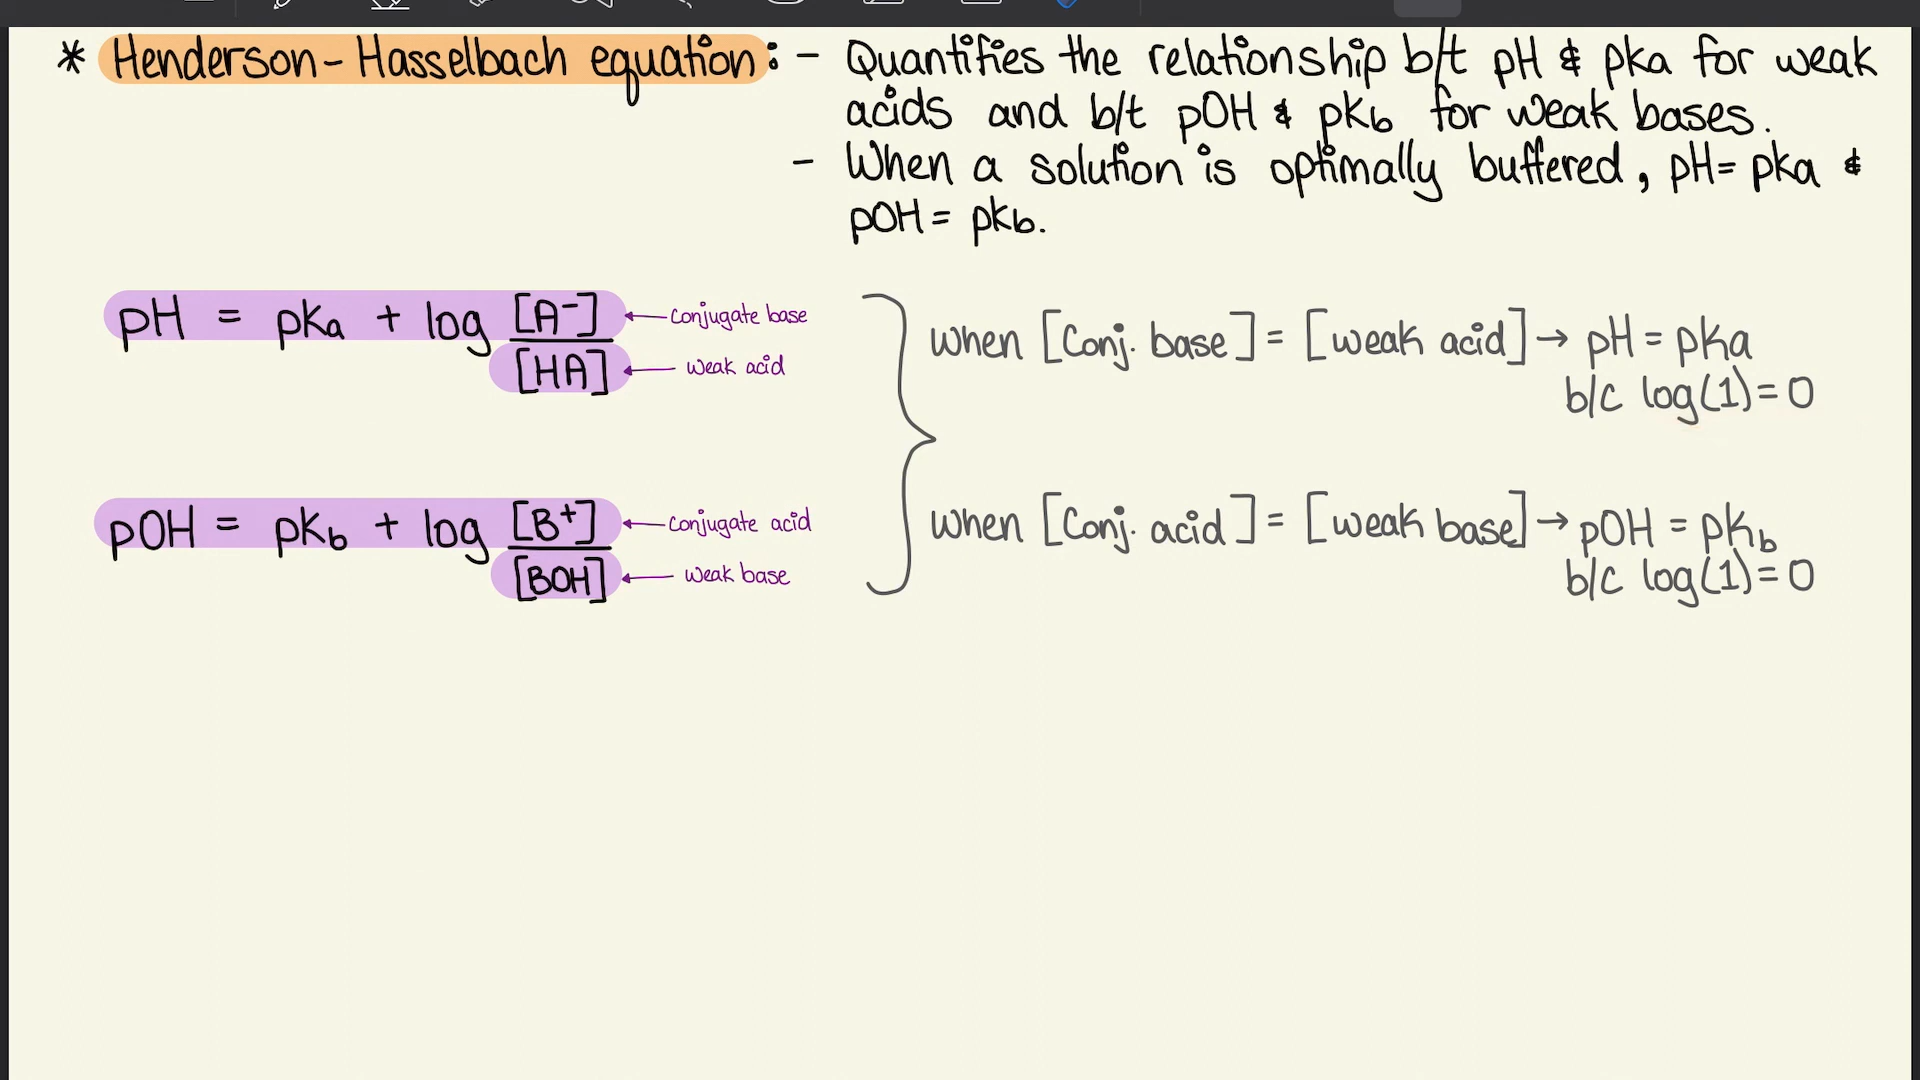 * Henderson-Hasselbach equation: - Quantifies the relationship b/t pH & pka for weak
acids and b/t pOH & pkb for weak bases.
- When a solution is optimally buffered, pH= pka &
pOH= pkb.
pH = pka + log [A-] ← Conjugate base
[HA] ← weak acid
when [Conj. base] = [weak acid] → pH = pka
b/c log(1)=0
pOH = pkb + log [B+] ← Conjugate acid
[BOH] ← weak base
when [Conj. acid] = [weak base] → pOH = pkb
b/c log(1)=0